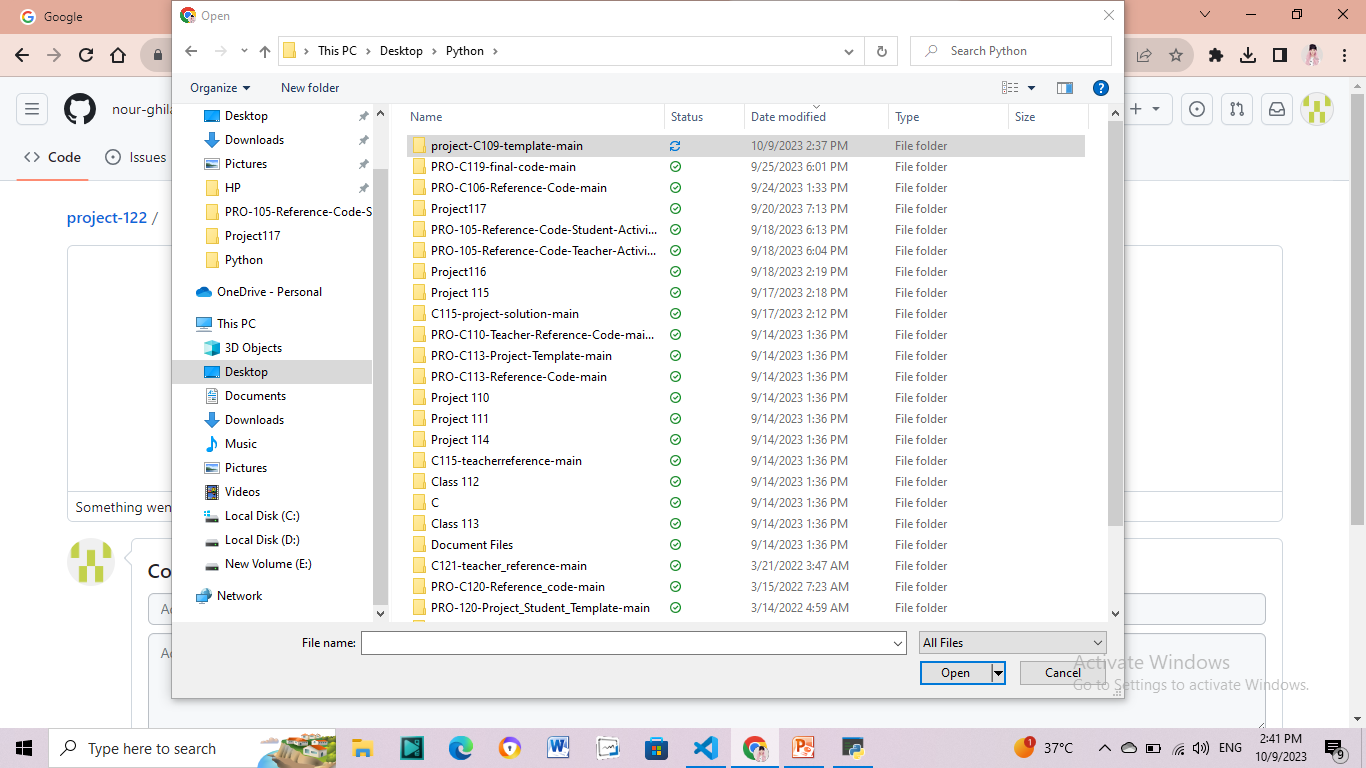 Google
Open
This PC > Desktop > Python >
Search Python
Organize
New folder
nour-ghila
Code
Issues
project-122 /
Something wen
Co
Desktop
Downloads
Pictures
HP
PRO-105-Reference-Code-S
Project117
Python
OneDrive - Personal
This PC
3D Objects
Desktop
Documents
Downloads
Music
Pictures
Videos
Local Disk (C:)
Local Disk (D:)
New Volume (E:)
Network
Name Status Date modified Type Size
project-C109-template-main 10/9/2023 2:37 PM File folder
PRO-C119-final-code-main 9/25/2023 6:01 PM File folder
PRO-C106-Reference-Code-main 9/24/2023 1:33 PM File folder
Project117 9/20/2023 7:13 PM File folder
PRO-105-Reference-Code-Student-Activi... 9/18/2023 6:13 PM File folder
PRO-105-Reference-Code-Teacher-Activi... 9/18/2023 6:04 PM File folder
Project116 9/18/2023 2:19 PM File folder
Project 115 9/17/2023 2:18 PM File folder
C115-project-solution-main 9/17/2023 2:12 PM File folder
PRO-C110-Teacher-Reference-Code-mai... 9/14/2023 1:36 PM File folder
PRO-C113-Project-Template-main 9/14/2023 1:36 PM File folder
PRO-C113-Reference-Code-main 9/14/2023 1:36 PM File folder
Project 110 9/14/2023 1:36 PM File folder
Project 111 9/14/2023 1:36 PM File folder
Project 114 9/14/2023 1:36 PM File folder
C115-teacherreference-main 9/14/2023 1:36 PM File folder
Class 112 9/14/2023 1:36 PM File folder
C 9/14/2023 1:36 PM File folder
Class 113 9/14/2023 1:36 PM File folder
Document Files 9/14/2023 1:36 PM File folder
C121-teacher_reference-main 3/21/2022 3:47 AM File folder
PRO-C120-Reference_code-main 3/15/2022 7:23 AM File folder
PRO-120-Project_Student_Template-main 3/14/2022 4:59 AM File folder
File name:
All Files
Open
Cancel
Activate Windows
Go to Settings to activate Windows.
Type here to search
1
37°C
ENG
2:41 PM
10/9/2023
9